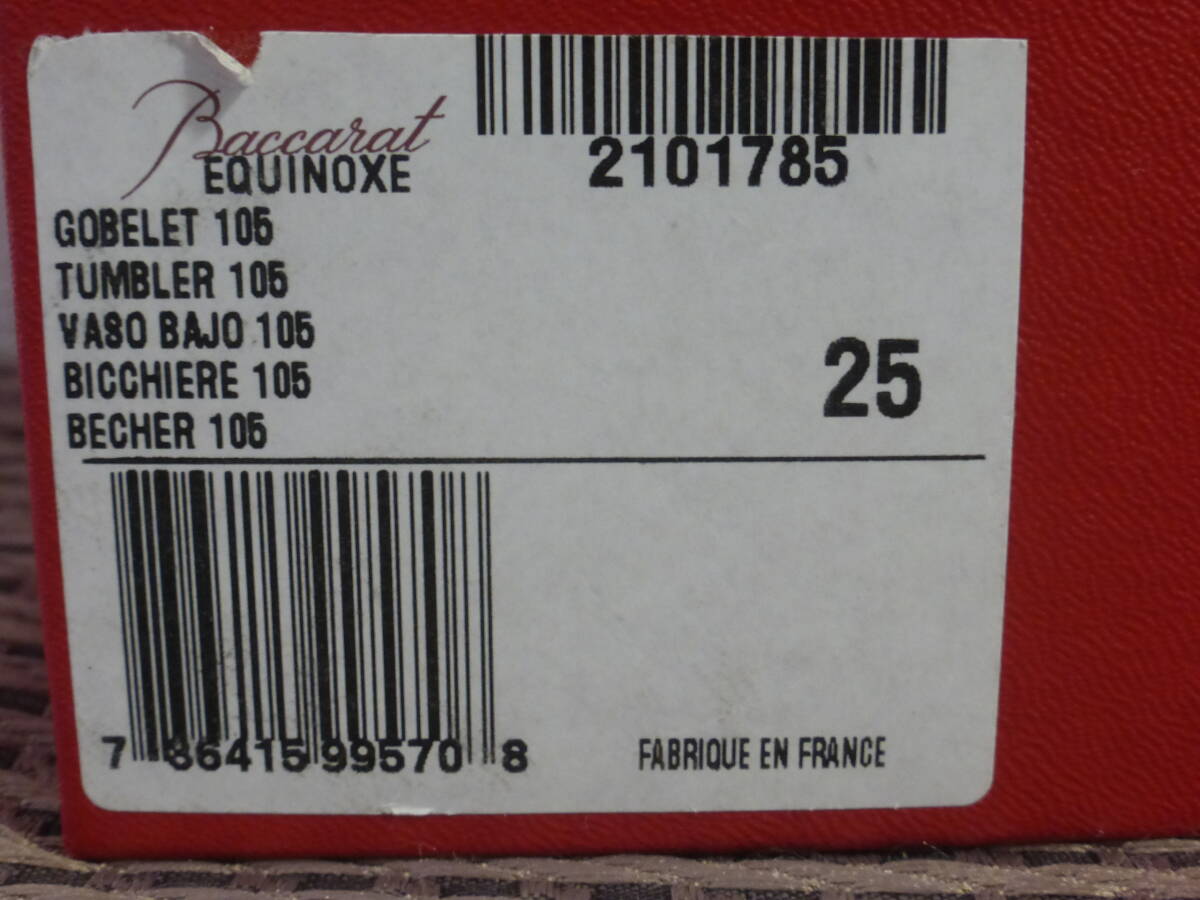 Baccarat
EQUINOXE
2101785
GOBELET 105
TUMBLER 105
VASO BAJO 105
BICCHIERE 105
BECHER 105
25
7 86415 99570 8
FABRIQUE EN FRANCE